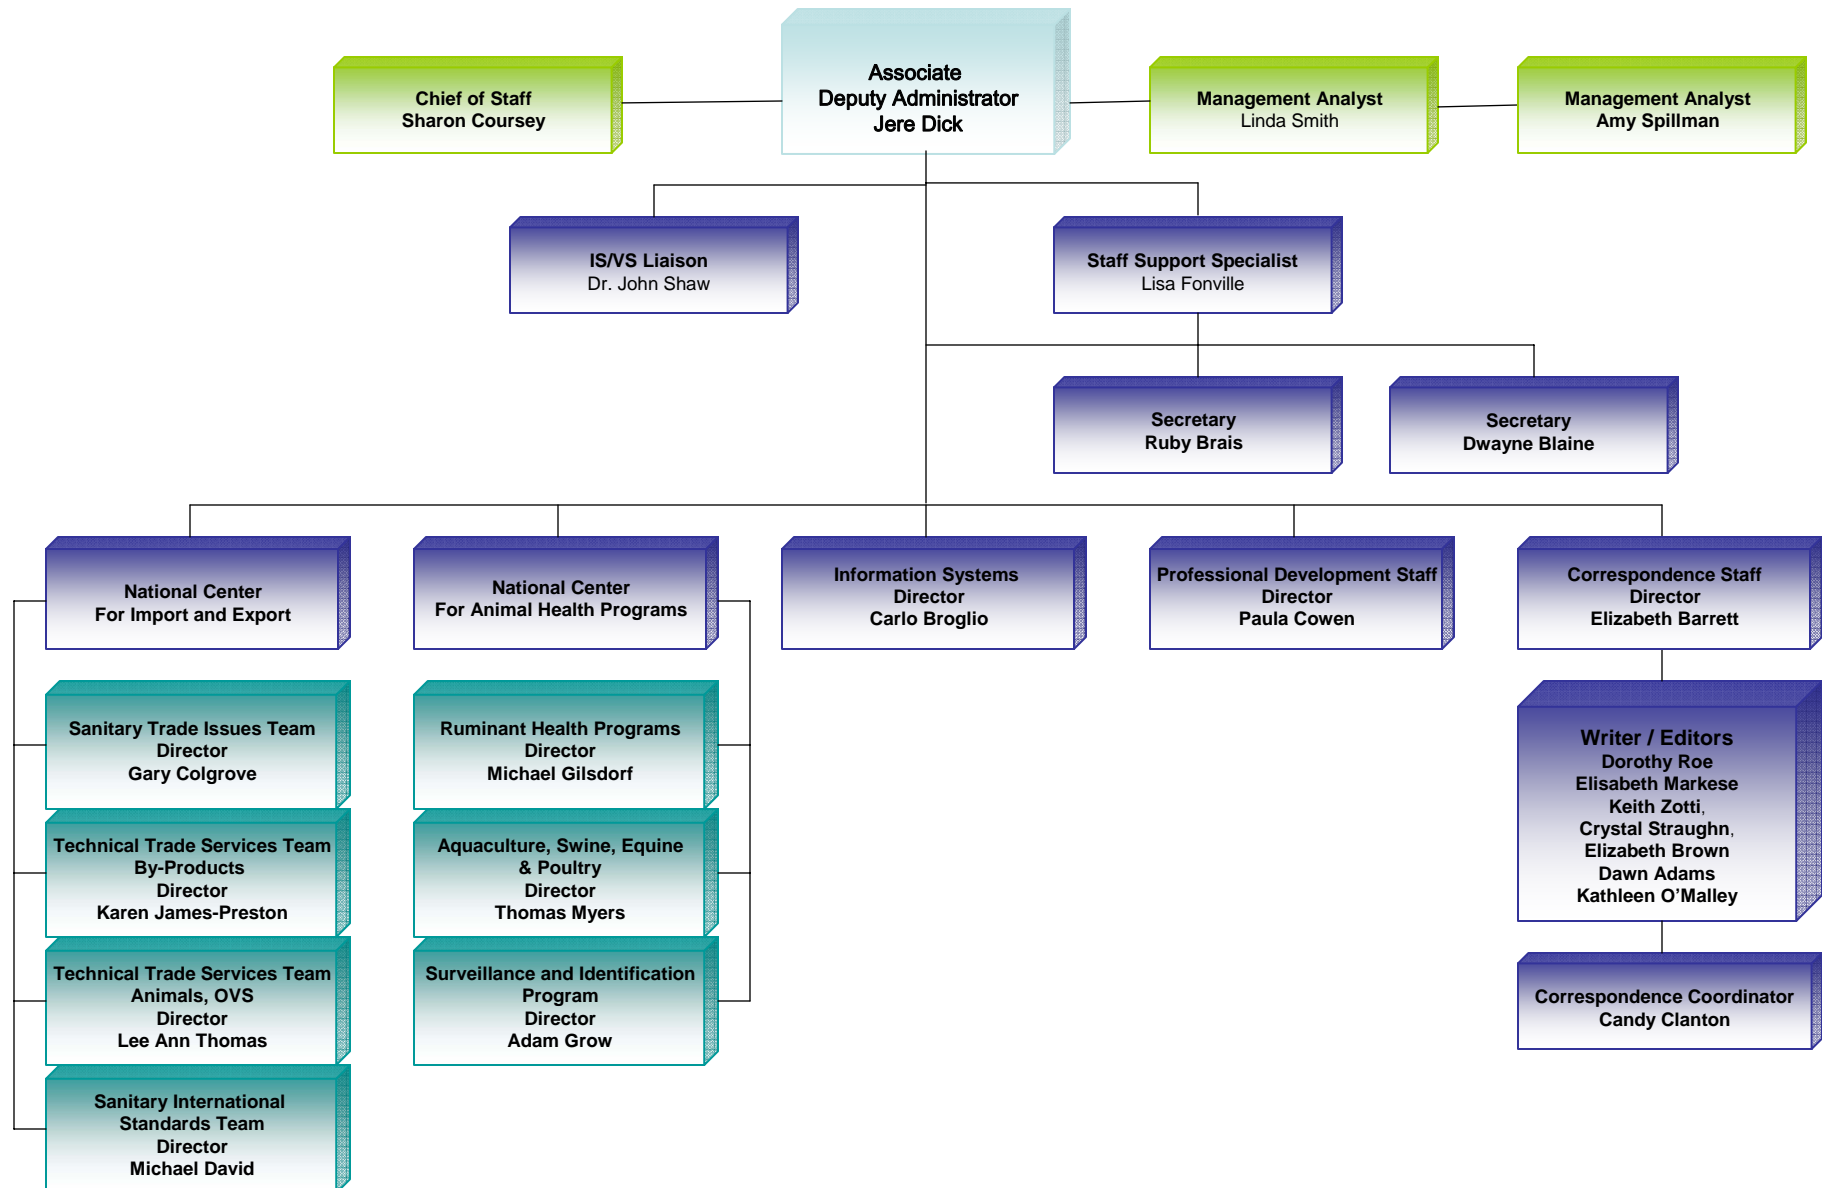 Associate
Deputy Administrator
Jere Dick
Chief of Staff
Sharon Coursey
Management Analyst
Linda Smith
Management Analyst
Amy Spillman
IS/VS Liaison
Dr. John Shaw
Staff Support Specialist
Lisa Fonville
Secretary
Ruby Brais
Secretary
Dwayne Blaine
National Center
For Import and Export
National Center
For Animal Health Programs
Information Systems
Director
Carlo Broglio
Professional Development Staff
Director
Paula Cowen
Correspondence Staff
Director
Elizabeth Barrett
Sanitary Trade Issues Team
Director
Gary Colgrove
Technical Trade Services Team
By-Products
Director
Karen James-Preston
Technical Trade Services Team
Animals, OVS
Director
Lee Ann Thomas
Sanitary International
Standards Team
Director
Michael David
Ruminant Health Programs
Director
Michael Gilsdorf
Aquaculture, Swine, Equine
& Poultry
Director
Thomas Myers
Surveillance and Identification
Program
Director
Adam Grow
Writer / Editors
Dorothy Roe
Elisabeth Markese
Keith Zotti,
Crystal Straughn,
Elizabeth Brown
Dawn Adams
Kathleen O’Malley
Correspondence Coordinator
Candy Clanton